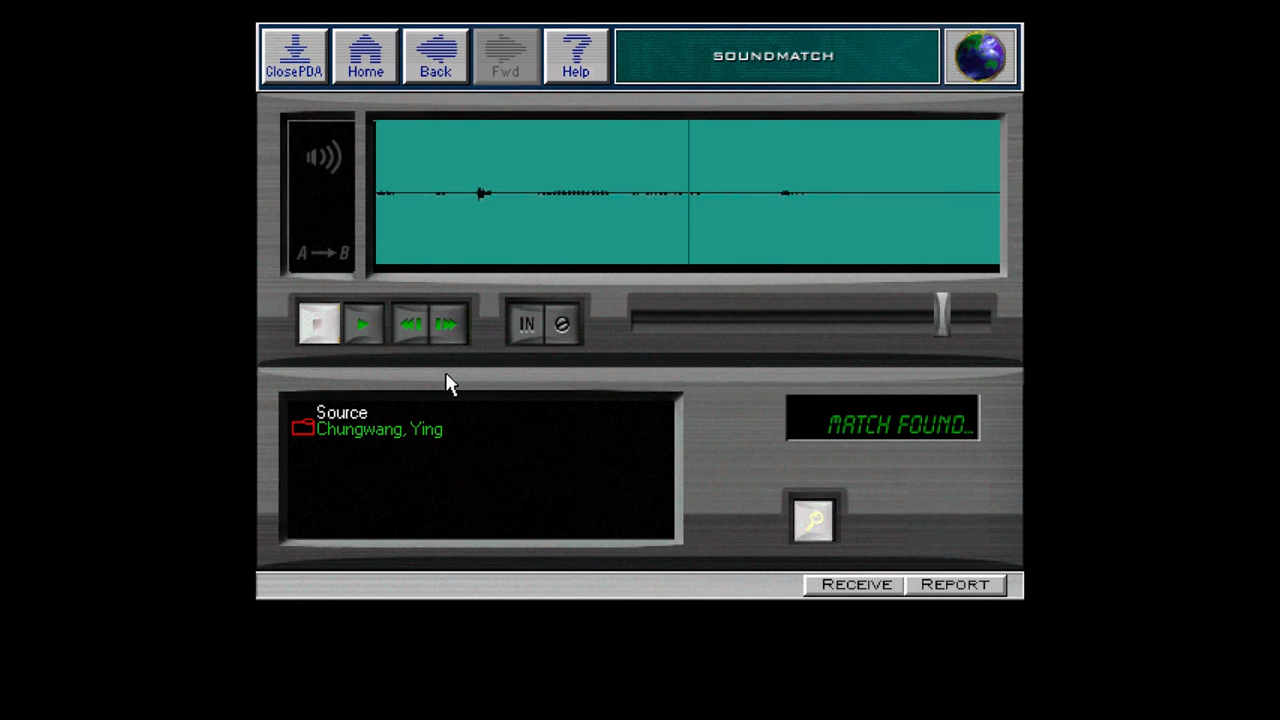 ClosePDA
Home
Back
Fwd
Help
SOUNDMATCH
A B
IN
Source
Chungwang, Ying
MATCH FOUND...
RECEIVE
REPORT